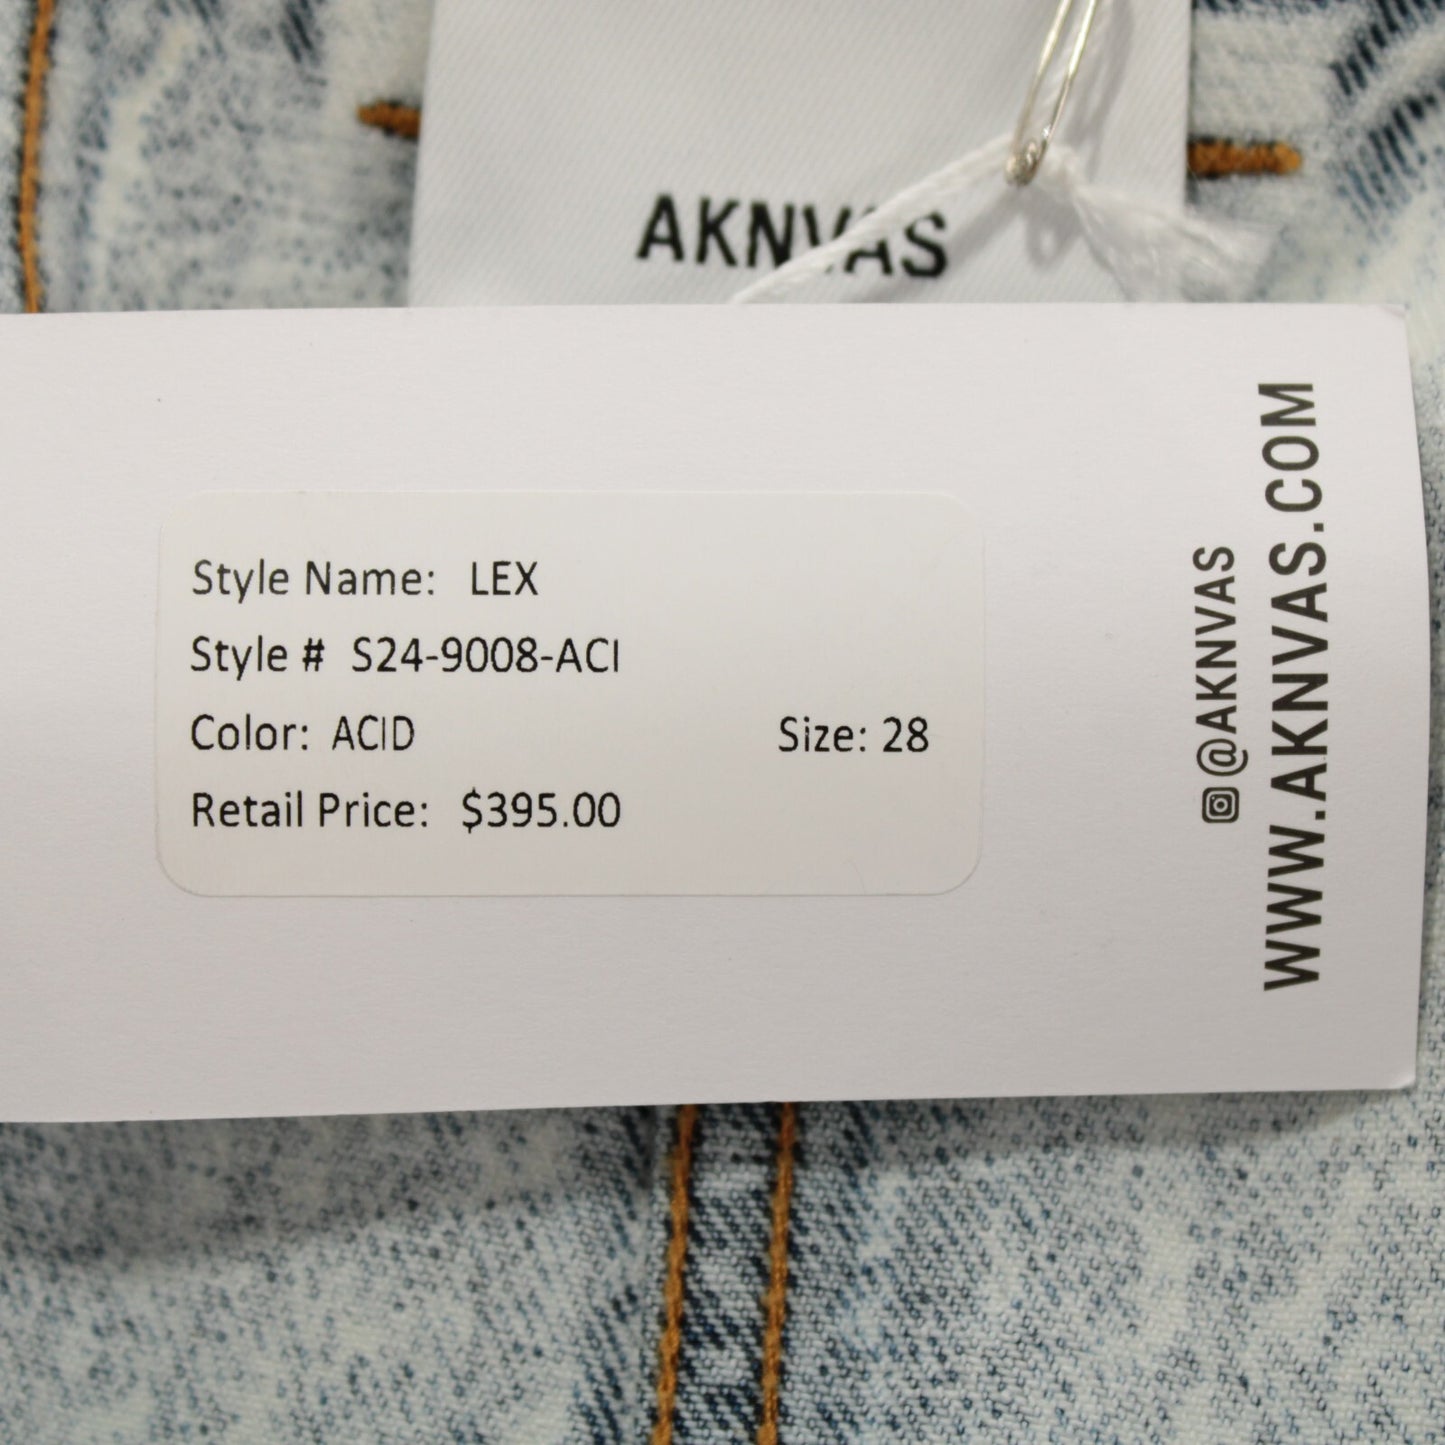 AKNVAS
Style Name: LEX
Style # S24-9008-ACI
Color: ACID Size: 28
Retail Price: $395.00
@AKNVAS
WWW.AKNVAS.COM